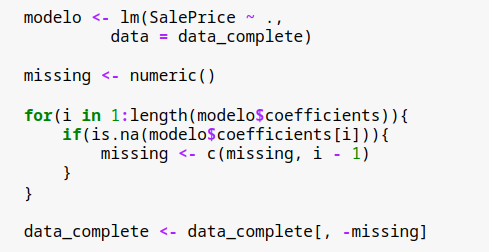 modelo <- lm(SalePrice ~ .,
         data = data_complete)
missing <- numeric()
for(i in 1:length(modelo$coefficients)){
    if(is.na(modelo$coefficients[i])){
        missing <- c(missing, i - 1)
    }
}
data_complete <- data_complete[, -missing]